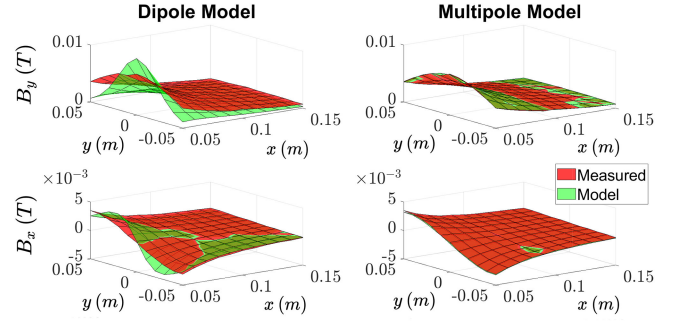 Dipole Model
Multipole Model
0.01
0
0.05
0
-0.05
0.05
0.1
0.15
B_y (T)
y (m)
x (m)
0.01
0
0.05
0
-0.05
0.05
0.1
0.15
y (m)
x (m)
×10⁻³
5
0
-5
0.05
0
-0.05
0.05
0.1
0.15
B_x (T)
y (m)
x (m)
×10⁻³
5
0
-5
0.05
0
-0.05
0.05
0.1
0.15
y (m)
x (m)
Measured
Model